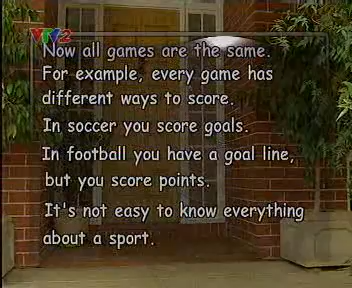 VTV2
Now all games are the same.
For example, every game has
different ways to score.
In soccer you score goals.
In football you have a goal line,
but you score points.
It's not easy to know everything
about a sport.